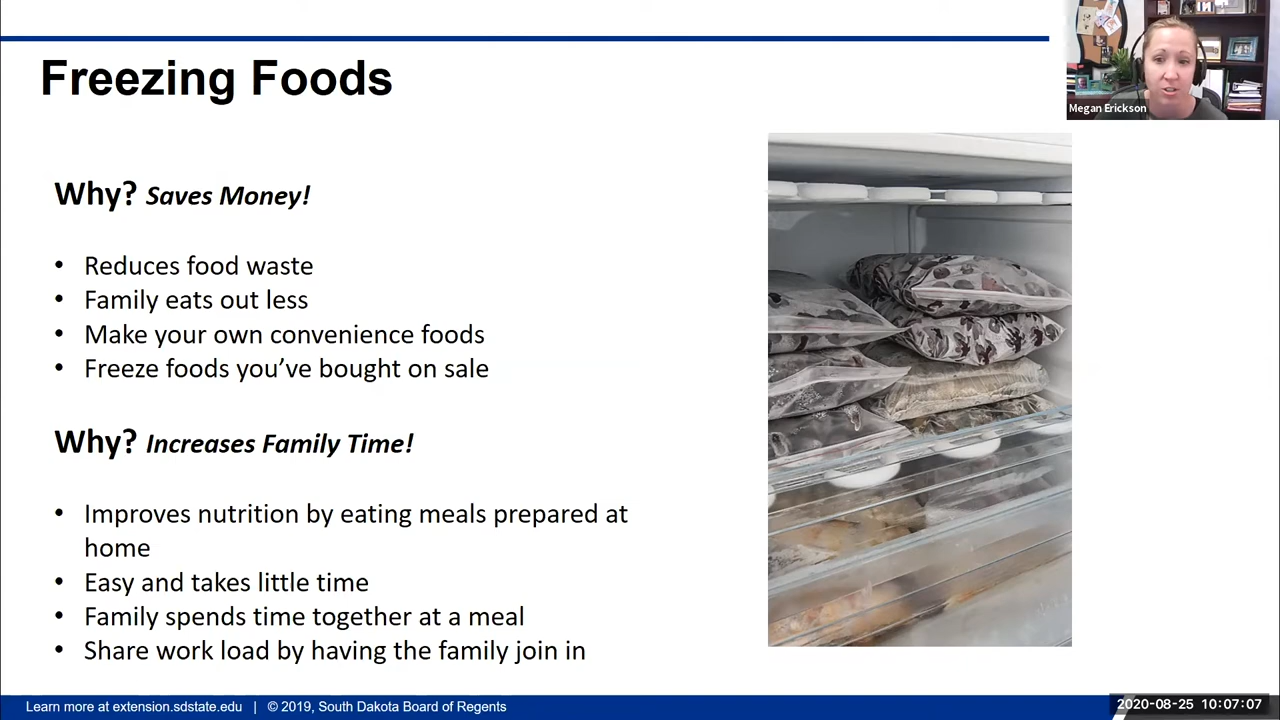 Freezing Foods
Megan Erickson
Why? Saves Money!
• Reduces food waste
• Family eats out less
• Make your own convenience foods
• Freeze foods you’ve bought on sale
Why? Increases Family Time!
• Improves nutrition by eating meals prepared at
home
• Easy and takes little time
• Family spends time together at a meal
• Share work load by having the family join in
Learn more at extension.sdstate.edu | © 2019, South Dakota Board of Regents
2020-08-25 10:07:07